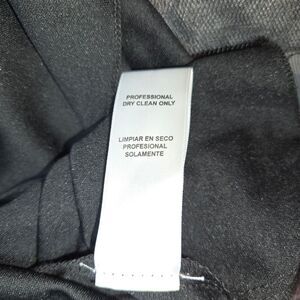 PROFESSIONAL
DRY CLEAN ONLY
LIMPIAR EN SECO
PROFESIONAL
SOLAMENTE